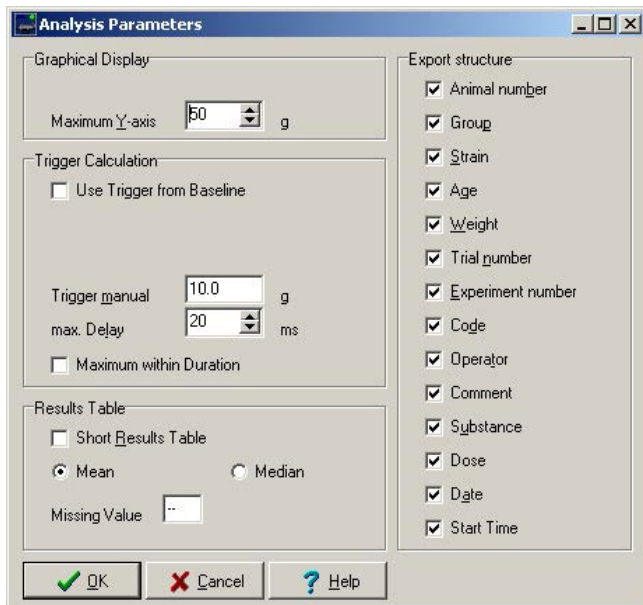 Analysis Parameters
Graphical Display
Maximum Y-axis 50 g
Trigger Calculation
Use Trigger from Baseline
Trigger manual 10.0 g
max. Delay 20 ms
Maximum within Duration
Results Table
Short Results Table
Mean Median
Missing Value --
Export structure
Animal number
Group
Strain
Age
Weight
Trial number
Experiment number
Code
Operator
Comment
Substance
Dose
Date
Start Time
OK Cancel Help